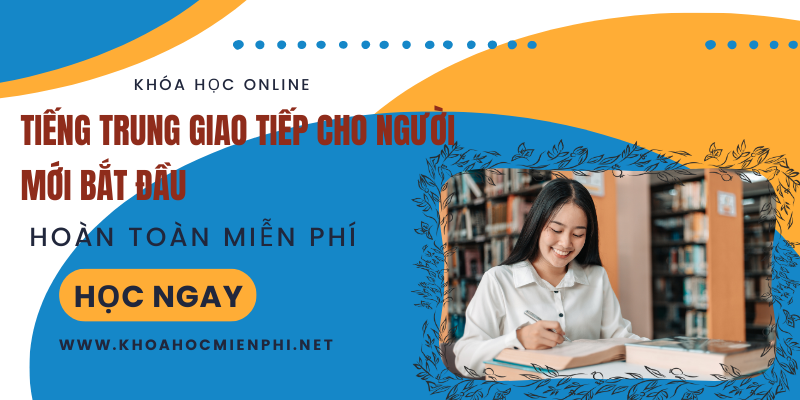 KHÓA HỌC ONLINE
TIẾNG TRUNG GIAO TIẾP CHO NGƯỜI
MỚI BẮT ĐẦU
HOÀN TOÀN MIỄN PHÍ
HỌC NGAY
WWW.KHOAHOCMIENPHI.NET